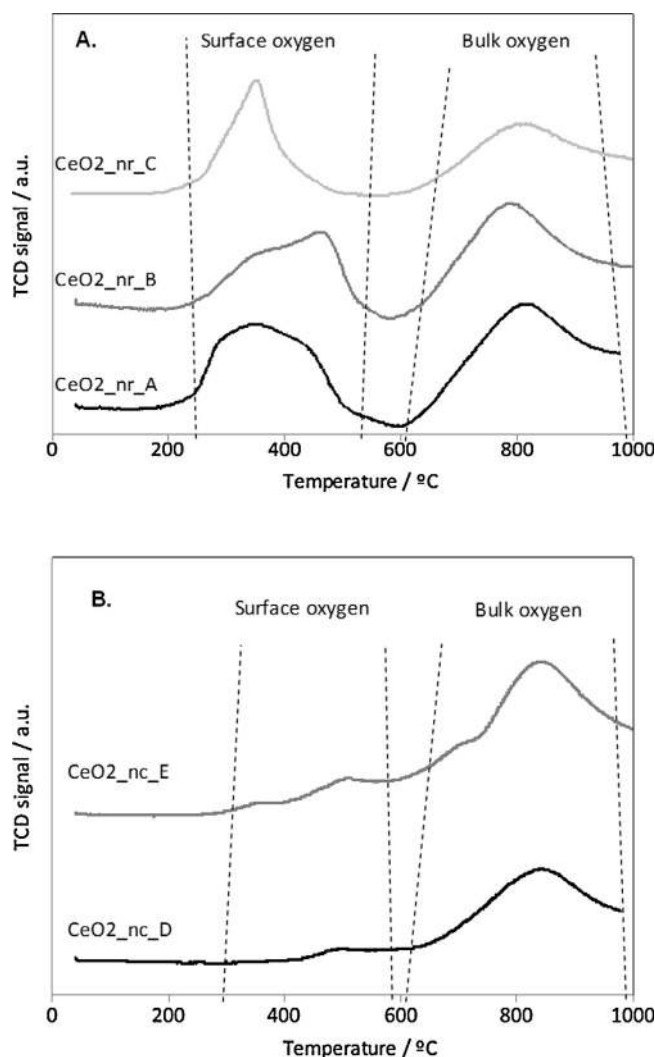 A.
Surface oxygen
Bulk oxygen
TCD signal / a.u.
CeO2_nr_C
CeO2_nr_B
CeO2_nr_A
0 200 400 600 800 1000
Temperature / ºC
B.
Surface oxygen
Bulk oxygen
TCD signal / a.u.
CeO2_nc_E
CeO2_nc_D
0 200 400 600 800 1000
Temperature / ºC